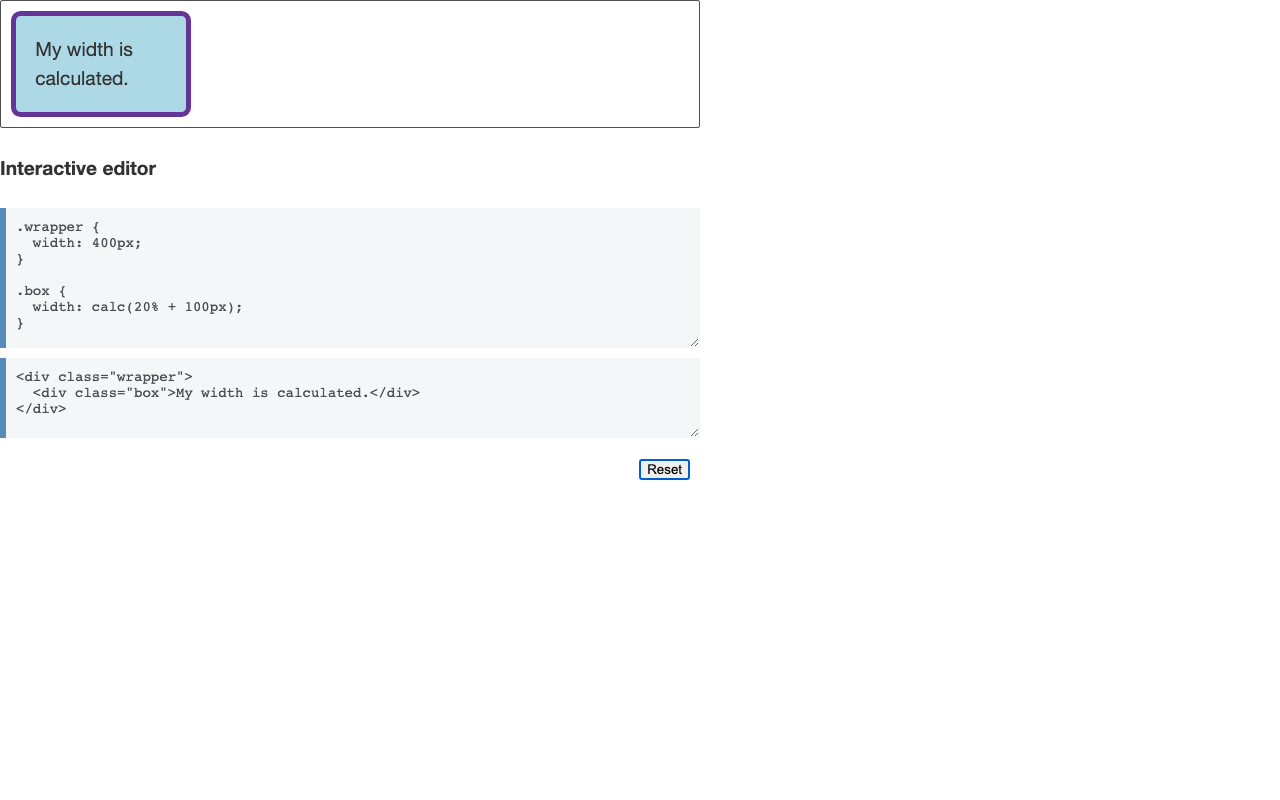 My width is
calculated.
Interactive editor
.wrapper {
  width: 400px;
}

.box {
  width: calc(20% + 100px);
}
<div class="wrapper">
  <div class="box">My width is calculated.</div>
</div>
Reset